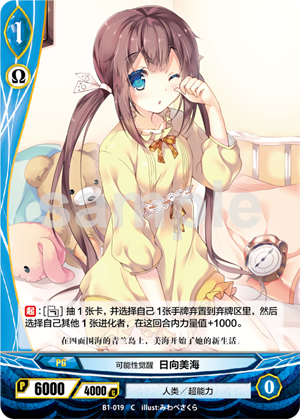 1
Ω
sample
起:[ ]抽1张卡,并选择自己1张手牌弃置到弃牌区里,然后
选择自己其他1张进化者,在这回合内力量值+1000。
在四面围海的青兰岛上,美海开始了她的新生活。
PG
可能性觉醒 日向美海
P 6000 / 4000 G
人类/超能力
0
B1-019 C illust:みわべさくら